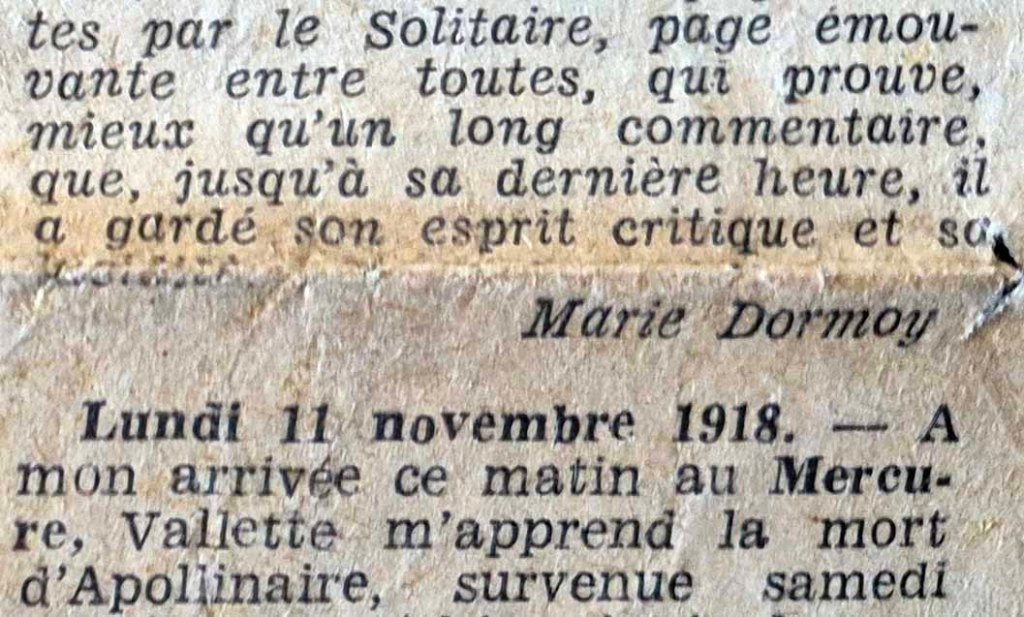 tes par le Solitaire, page émou-
vante entre toutes, qui prouve,
mieux qu'un long commentaire,
que, jusqu'à sa dernière heure, il
a gardé son esprit critique et sa
Marie Dormoy
Lundi 11 novembre 1918. — A
mon arrivée ce matin au Mercu-
re, Vallette m'apprend la mort
d'Apollinaire, survenue samedi